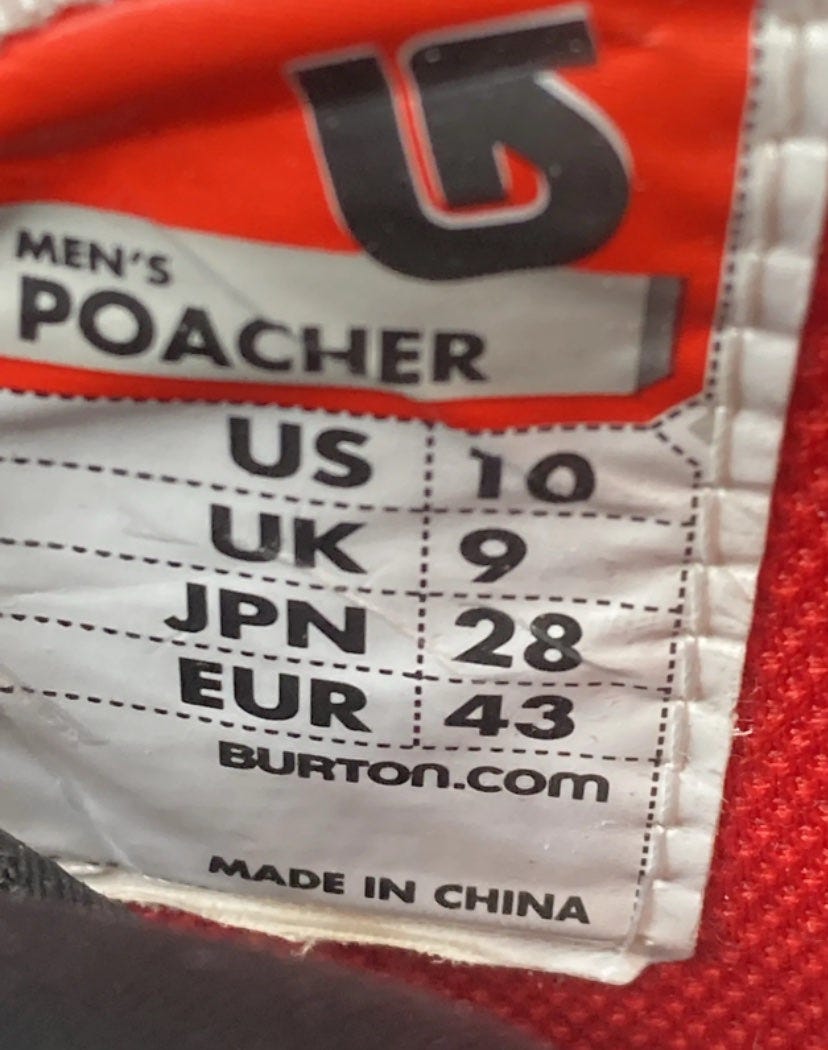 MEN'S
POACHER
US 10
UK 9
JPN 28
EUR 43
BURTON.COM
MADE IN CHINA